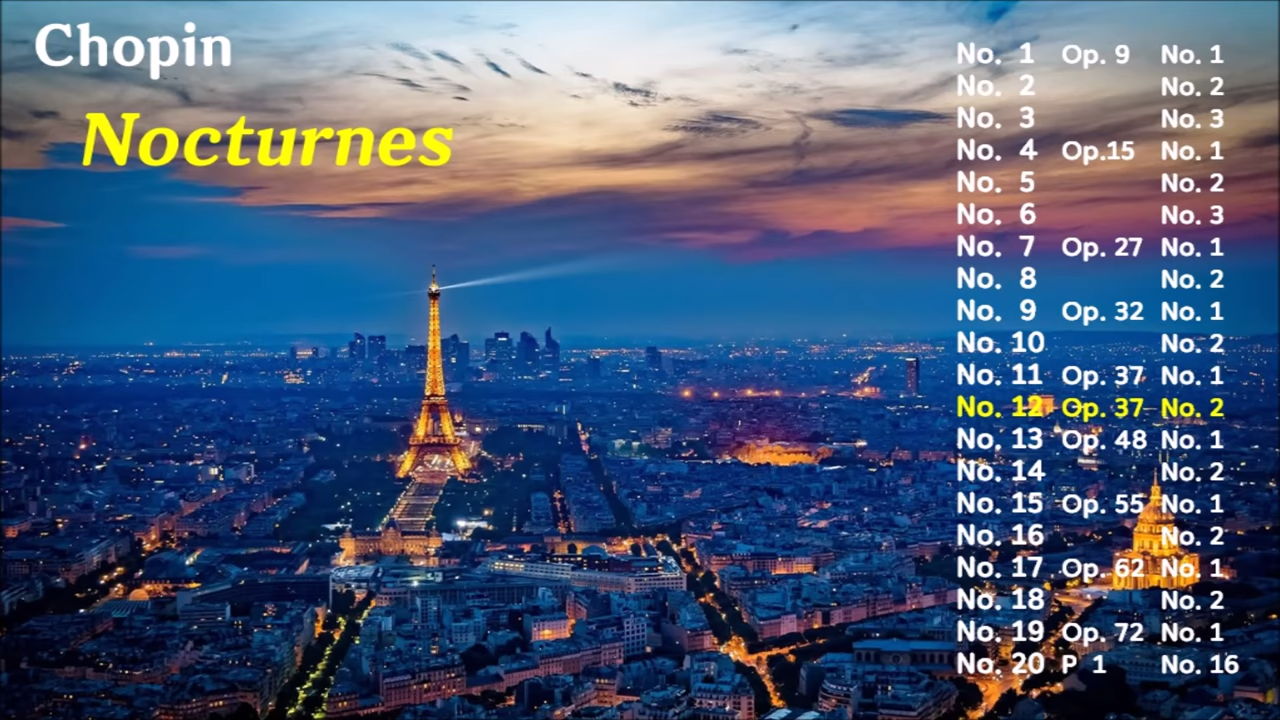 Chopin
Nocturnes
No. 1 Op. 9 No. 1
No. 2 No. 2
No. 3 No. 3
No. 4 Op.15 No. 1
No. 5 No. 2
No. 6 No. 3
No. 7 Op. 27 No. 1
No. 8 No. 2
No. 9 Op. 32 No. 1
No. 10 No. 2
No. 11 Op. 37 No. 1
No. 12 Op. 37 No. 2
No. 13 Op. 48 No. 1
No. 14 No. 2
No. 15 Op. 55 No. 1
No. 16 No. 2
No. 17 Op. 62 No. 1
No. 18 No. 2
No. 19 Op. 72 No. 1
No. 20 P 1 No. 16